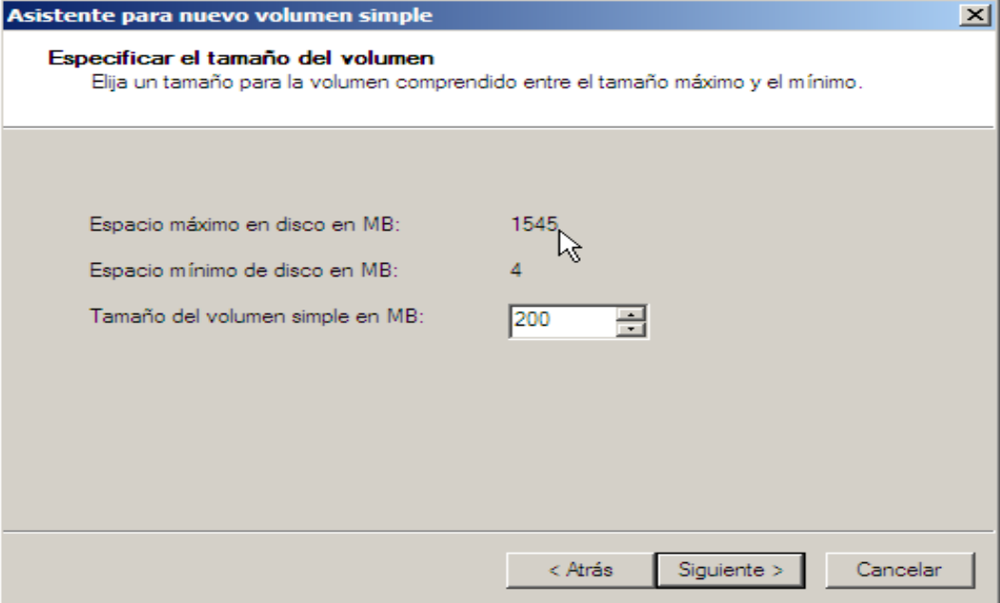 Asistente para nuevo volumen simple
Especificar el tamaño del volumen
Elija un tamaño para la volumen comprendido entre el tamaño máximo y el mínimo.
Espacio máximo en disco en MB: 1545
Espacio mínimo de disco en MB: 4
Tamaño del volumen simple en MB: 200
< Atrás Siguiente > Cancelar